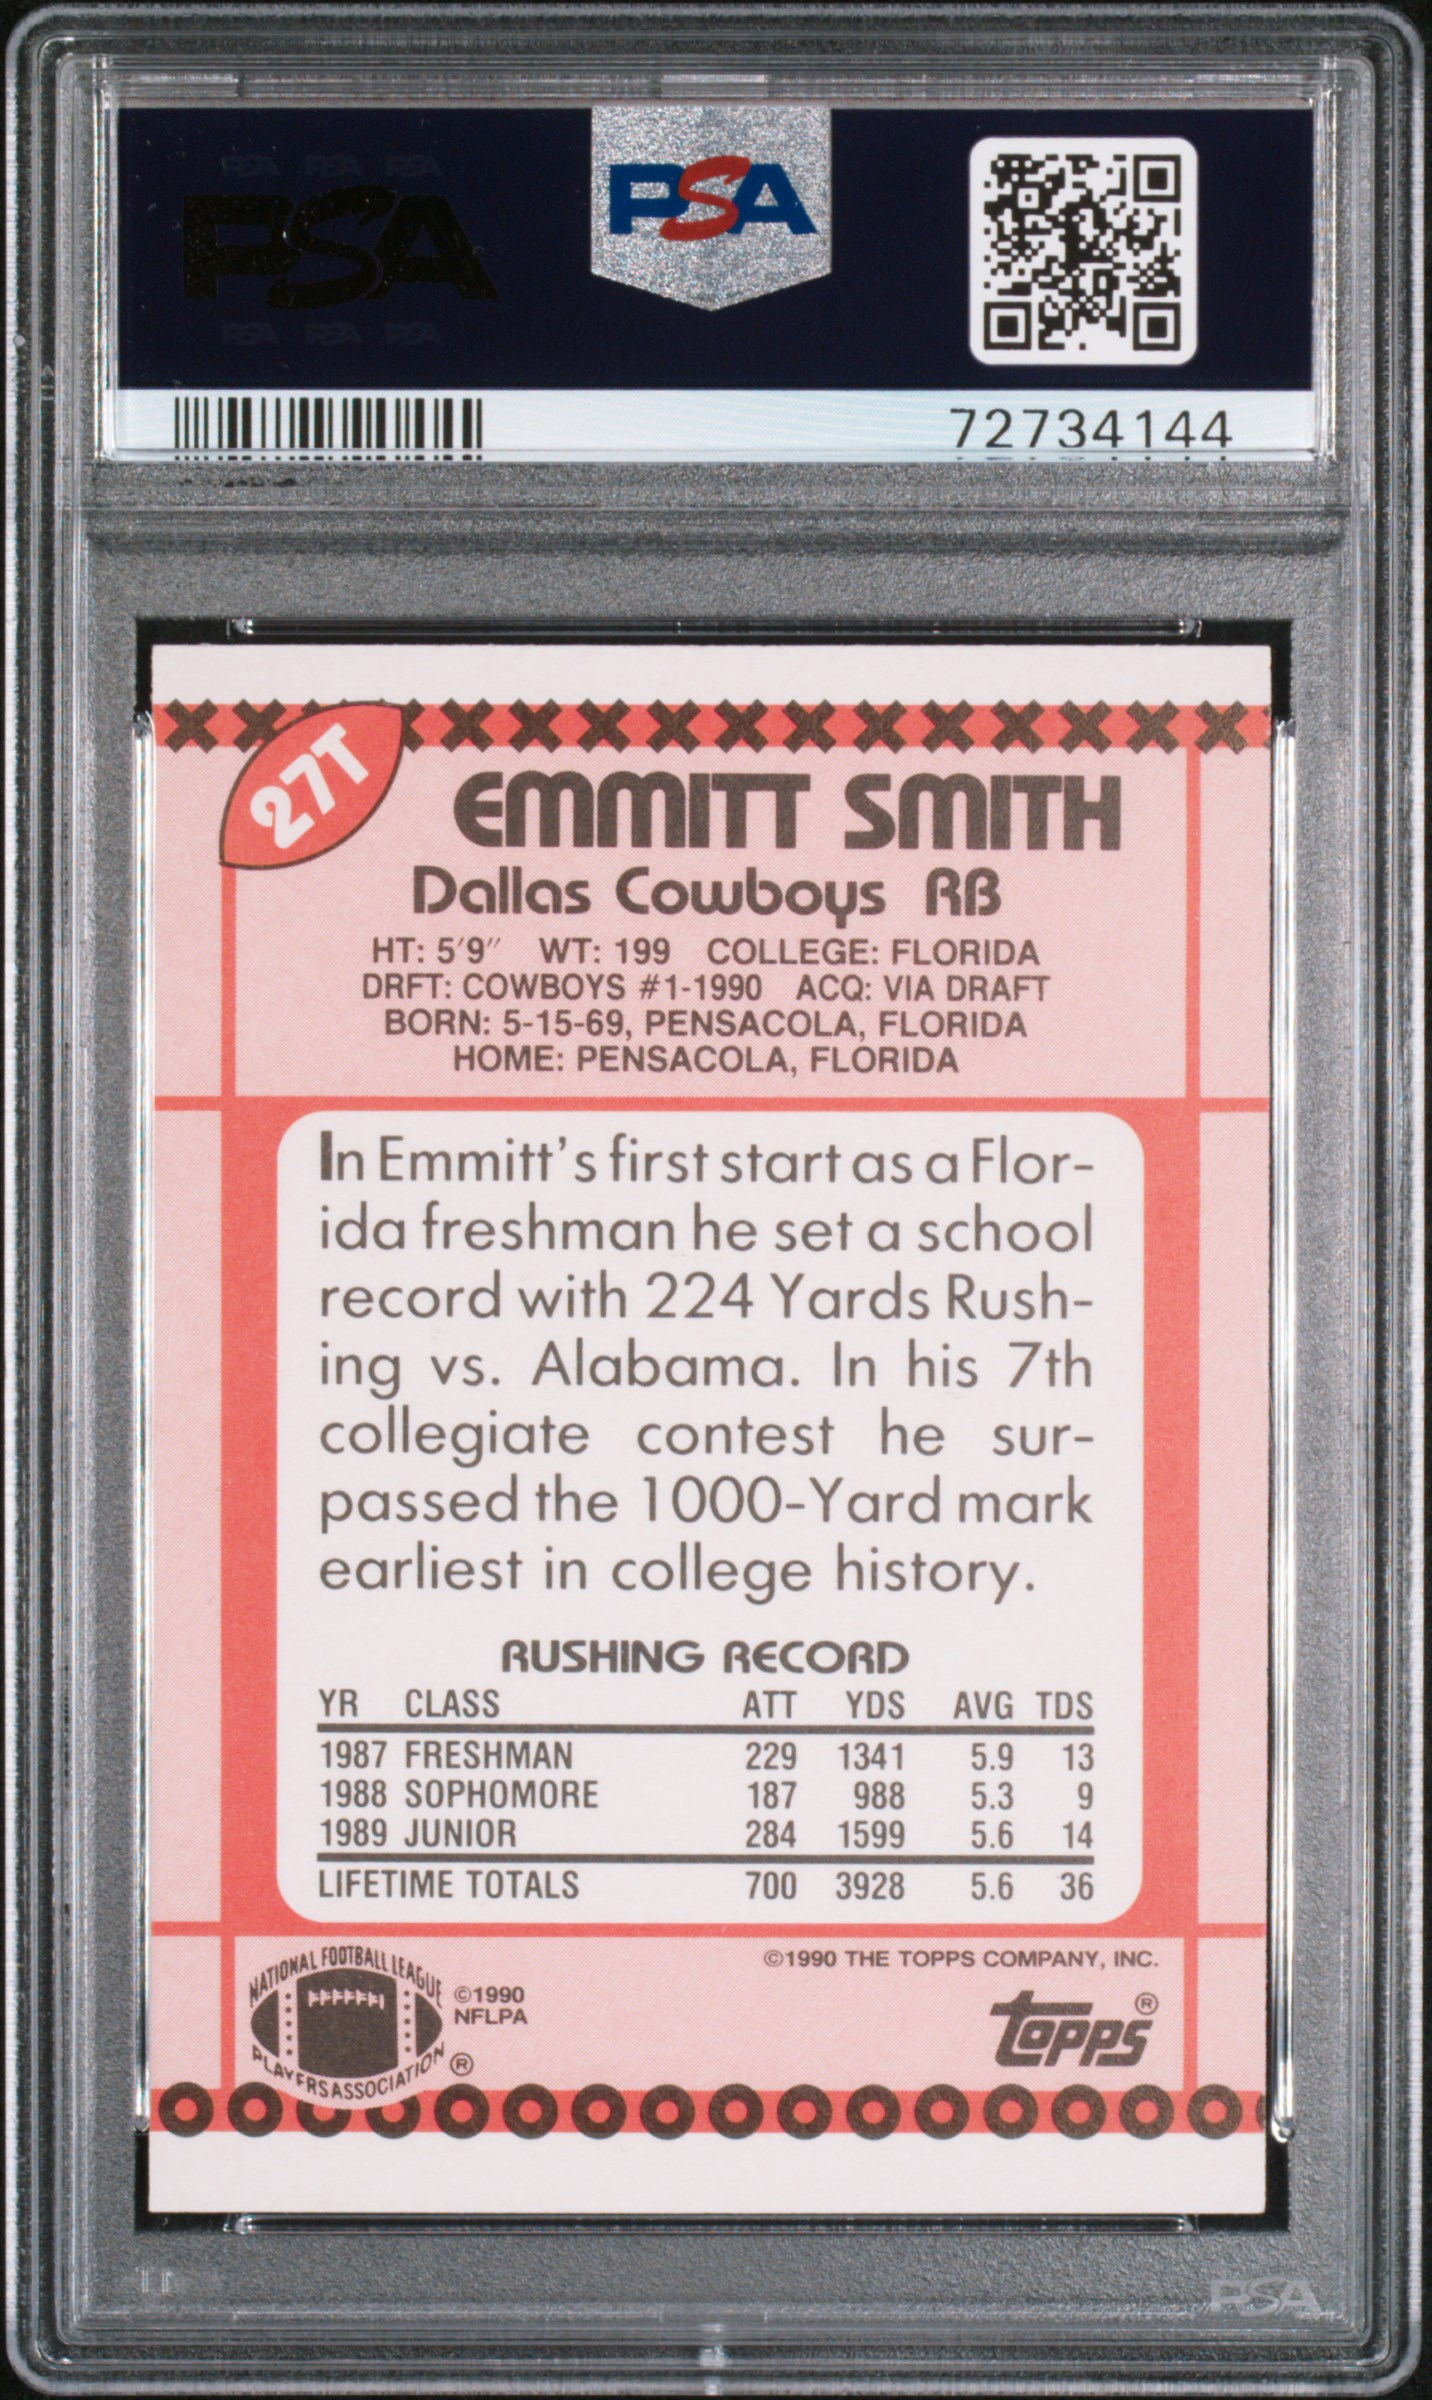 PSA PSA PSA
PSA
PSA PSA PSA
PSA
72734144
27T
EMMITT SMITH
Dallas Cowboys RB
HT: 5'9" WT: 199 COLLEGE: FLORIDA
DRFT: COWBOYS #1-1990 ACQ: VIA DRAFT
BORN: 5-15-69, PENSACOLA, FLORIDA
HOME: PENSACOLA, FLORIDA
In Emmitt's first start as a Flor-
ida freshman he set a school
record with 224 Yards Rush-
ing vs. Alabama. In his 7th
collegiate contest he sur-
passed the 1000-Yard mark
earliest in college history.
RUSHING RECORD
YR CLASS ATT YDS AVG TDS
1987 FRESHMAN 229 1341 5.9 13
1988 SOPHOMORE 187 988 5.3 9
1989 JUNIOR 284 1599 5.6 14
LIFETIME TOTALS 700 3928 5.6 36
NATIONAL FOOTBALL LEAGUE
PLAYERS ASSOCIATION ®
©1990
NFLPA
©1990 THE TOPPS COMPANY, INC.
Topps ®
PSA